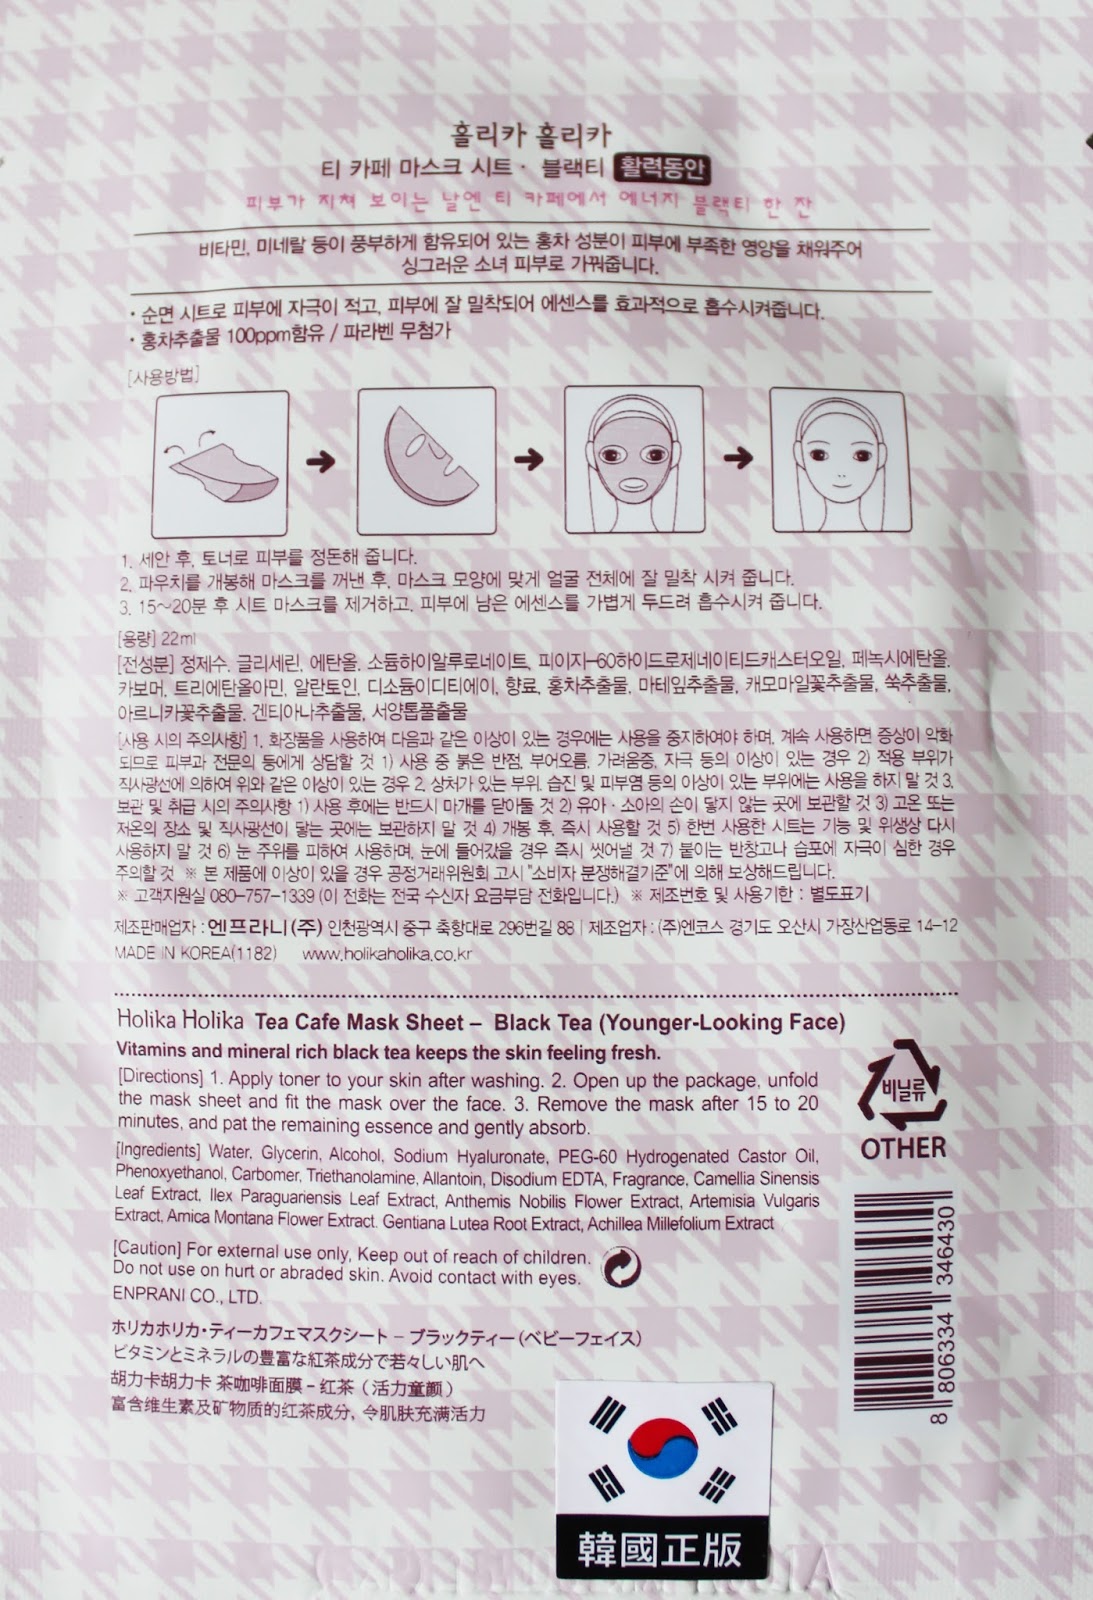 홀리카 홀리카
티 카페 마스크 시트 · 블랙티 활력동안
피부가 지쳐 보이는 날엔 티 카페에서 에너지 블랙티 한 잔
비타민, 미네랄 등이 풍부하게 함유되어 있는 홍차 성분이 피부에 부족한 영양을 채워주어
싱그러운 소녀 피부로 가꿔줍니다.
· 순면 시트로 피부에 자극이 적고, 피부에 잘 밀착되어 에센스를 효과적으로 흡수시켜줍니다.
· 홍차추출물 100ppm함유 / 파라벤 무첨가
[사용방법]
1. 세안 후, 토너로 피부를 정돈해 줍니다.
2. 파우치를 개봉해 마스크를 꺼낸 후, 마스크 모양에 맞게 얼굴 전체에 잘 밀착 시켜 줍니다.
3. 15~20분 후 시트 마스크를 제거하고, 피부에 남은 에센스를 가볍게 두드려 흡수시켜 줍니다.
[용량] 22ml
[전성분] 정제수, 글리세린, 에탄올, 소듐하이알루로네이트, 피이지-60하이드로제네이티드캐스터오일, 페녹시에탄올,
카보머, 트리에탄올아민, 알란토인, 디소듐이디티에이, 향료, 홍차추출물, 마테잎추출물, 캐모마일꽃추출물, 쑥추출물,
아르니카꽃추출물, 겐티아나추출물, 서양톱풀출물
[사용 시의 주의사항] 1. 화장품을 사용하여 다음과 같은 이상이 있는 경우에는 사용을 중지하여야 하며, 계속 사용하면 증상이 악화
되므로 피부과 전문의 등에게 상담할 것 1) 사용 중 붉은 반점, 부어오름, 가려움증, 자극 등의 이상이 있는 경우 2) 적용 부위가
직사광선에 의하여 위와 같은 이상이 있는 경우 2. 상처가 있는 부위, 습진 및 피부염 등의 이상이 있는 부위에는 사용을 하지 말 것 3.
보관 및 취급 시의 주의사항 1) 사용 후에는 반드시 마개를 닫아둘 것 2) 유아 · 소아의 손이 닿지 않는 곳에 보관할 것 3) 고온 또는
저온의 장소 및 직사광선이 닿는 곳에는 보관하지 말 것 4) 개봉 후, 즉시 사용할 것 5) 한번 사용한 시트는 기능 및 위생상 다시
사용하지 말 것 6) 눈 주위를 피하여 사용하며, 눈에 들어갔을 경우 즉시 씻어낼 것 7) 붙이는 반창고나 습포에 자극이 심한 경우
주의할 것 ※ 본 제품에 이상이 있을 경우 공정거래위원회 고시 "소비자 분쟁해결기준"에 의해 보상해드립니다.
※ 고객지원실 080-757-1339 (이 전화는 전국 수신자 요금부담 전화입니다.) ※ 제조번호 및 사용기한 : 별도표기
제조판매업자 : 엔프라니(주) 인천광역시 중구 축항대로 296번길 88 | 제조업자 : (주)엔코스 경기도 오산시 가장산업동로 14-12
MADE IN KOREA(1182) www.holikaholika.co.kr
Holika Holika Tea Cafe Mask Sheet – Black Tea (Younger-Looking Face)
Vitamins and mineral rich black tea keeps the skin feeling fresh.
[Directions] 1. Apply toner to your skin after washing. 2. Open up the package, unfold
the mask sheet and fit the mask over the face. 3. Remove the mask after 15 to 20
minutes, and pat the remaining essence and gently absorb.
[Ingredients] Water, Glycerin, Alcohol, Sodium Hyaluronate, PEG-60 Hydrogenated Castor Oil,
Phenoxyethanol, Carbomer, Triethanolamine, Allantoin, Disodium EDTA, Fragrance, Camellia Sinensis
Leaf Extract, Ilex Paraguariensis Leaf Extract, Anthemis Nobilis Flower Extract, Artemisia Vulgaris
Extract, Arnica Montana Flower Extract, Gentiana Lutea Root Extract, Achillea Millefolium Extract
[Caution] For external use only, Keep out of reach of children.
Do not use on hurt or abraded skin. Avoid contact with eyes.
ENPRANI CO., LTD.
비닐류
OTHER
8 806334 346430
ホリカホリカ・ティーカフェマスクシート – ブラックティー (ベビーフェイス)
ビタミンとミネラルの豊富な紅茶成分で若々しい肌へ
胡力卡胡力卡 茶咖啡面膜 – 红茶 (活力童颜)
富含维生素及矿物质的红茶成分, 令肌肤充满活力
韓國正版